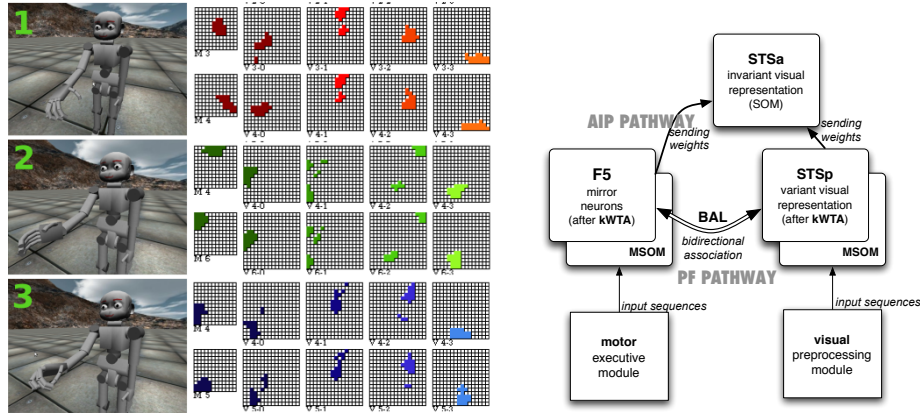 1
M 3
∇ 3-0 ∇ 3-1 ∇ 3-2 ∇ 3-3
M 4
∇ 4-0 ∇ 4-1 ∇ 4-2 ∇ 4-3
2
M 4
∇ 4-0 ∇ 4-1 ∇ 4-2 ∇ 4-3
M 6
∇ 6-0 ∇ 6-1 ∇ 6-2 ∇ 6-3
3
M 4
∇ 4-0 ∇ 4-1 ∇ 4-2 ∇ 4-3
M 5
∇ 5-0 ∇ 5-1 ∇ 5-2 ∇ 5-3
STSa
invariant visual
representation
(SOM)
AIP PATHWAY
sending
weights
sending
weights
F5
mirror
neurons
(after kWTA)
MSOM
BAL
bidirectional
association
STSp
variant visual
representation
(after kWTA)
MSOM
PF PATHWAY
input sequences
input sequences
motor
executive
module
visual
preprocessing
module